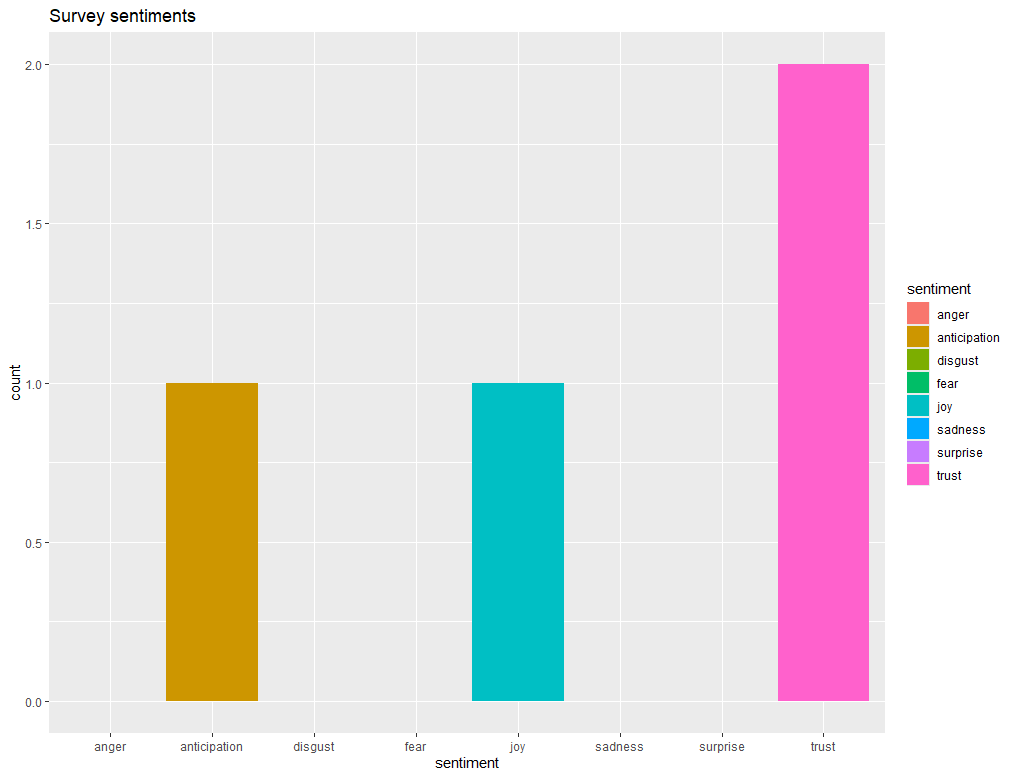 Survey sentiments
2.0
1.5
1.0
0.5
0.0
count
anger anticipation disgust fear joy sadness surprise trust
sentiment
sentiment
anger
anticipation
disgust
fear
joy
sadness
surprise
trust